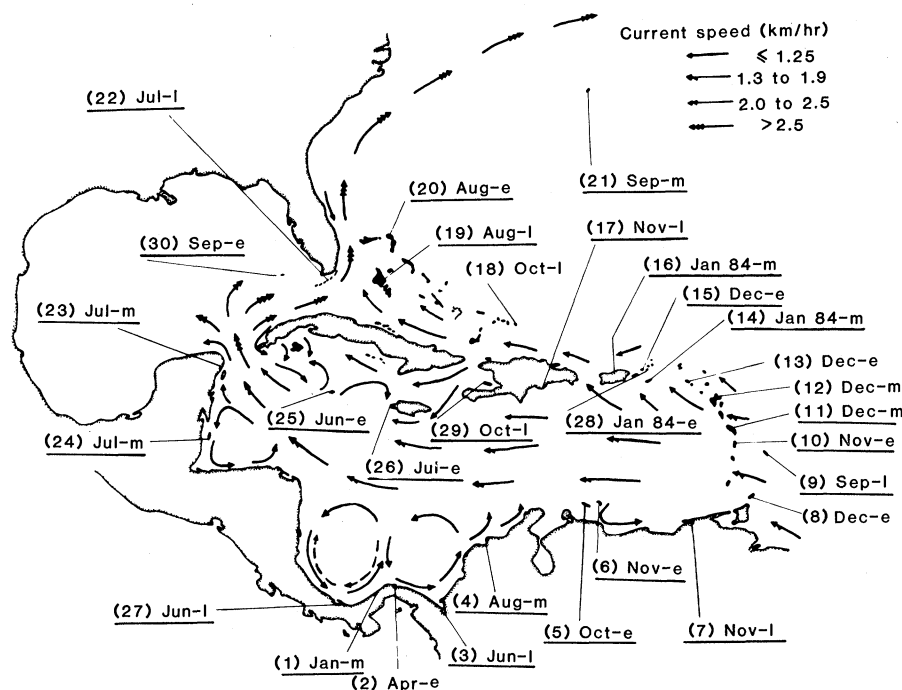 Current speed (km/hr)
≤ 1.25
1.3 to 1.9
2.0 to 2.5
>2.5
(22) Jul-l
(21) Sep-m
(20) Aug-e
(17) Nov-l
(30) Sep-e
(19) Aug-l
(18) Oct-l
(16) Jan 84-m
(15) Dec-e
(23) Jul-m
(14) Jan 84-m
(13) Dec-e
(12) Dec-m
(11) Dec-m
(25) Jun-e
(28) Jan 84-e
(24) Jul-m
(29) Oct-l
(10) Nov-e
(26) Jul-e
(9) Sep-l
(8) Dec-e
(6) Nov-e
(27) Jun-l
(4) Aug-m
(5) Oct-e
(7) Nov-l
(1) Jan-m
(3) Jun-l
(2) Apr-e